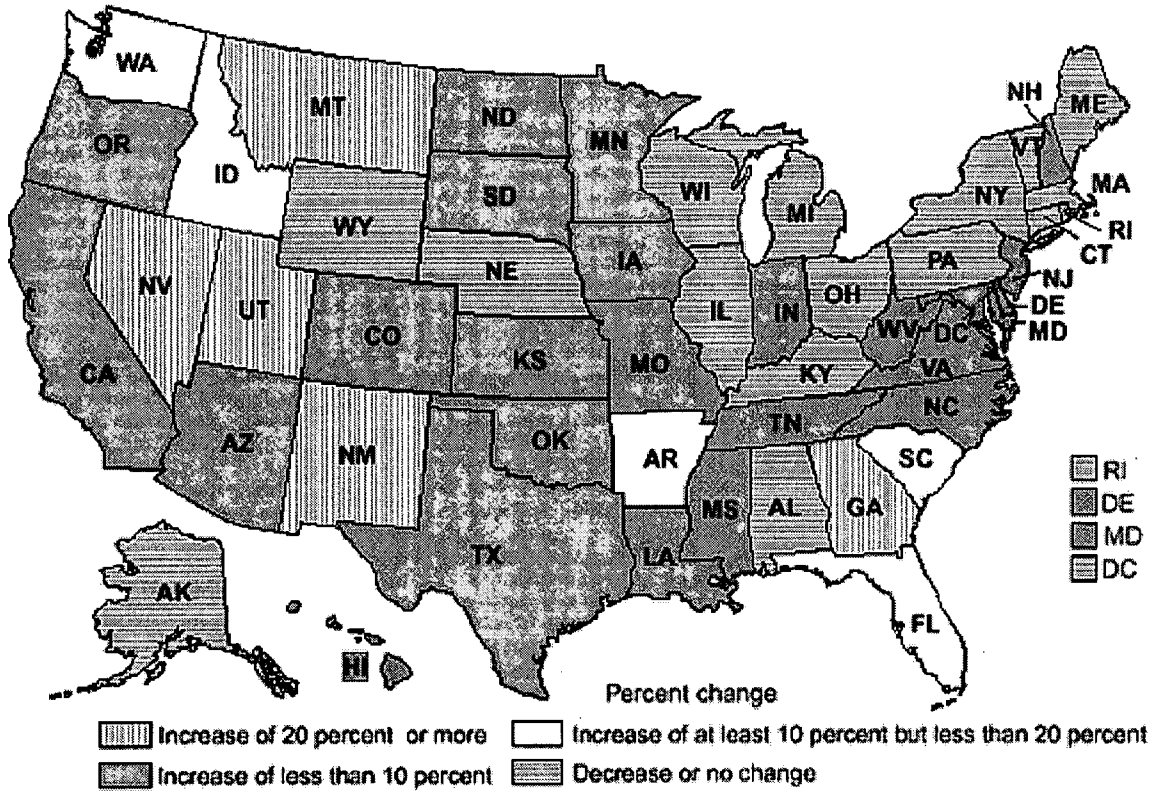 WA
MT
ND
MN
NH
ME
VT
OR
ID
SD
WI
MI
NY
MA
RI
CT
WY
NE
IA
PA
NJ
NV
UT
CO
KS
MO
IL
IN
OH
WV
DC
DE
MD
VA
KY
CA
AZ
NM
OK
AR
TN
NC
SC
MS
AL
GA
TX
LA
FL
AK
HI
RI
DE
MD
DC
Percent change
Increase of 20 percent or more
Increase of at least 10 percent but less than 20 percent
Increase of less than 10 percent
Decrease or no change